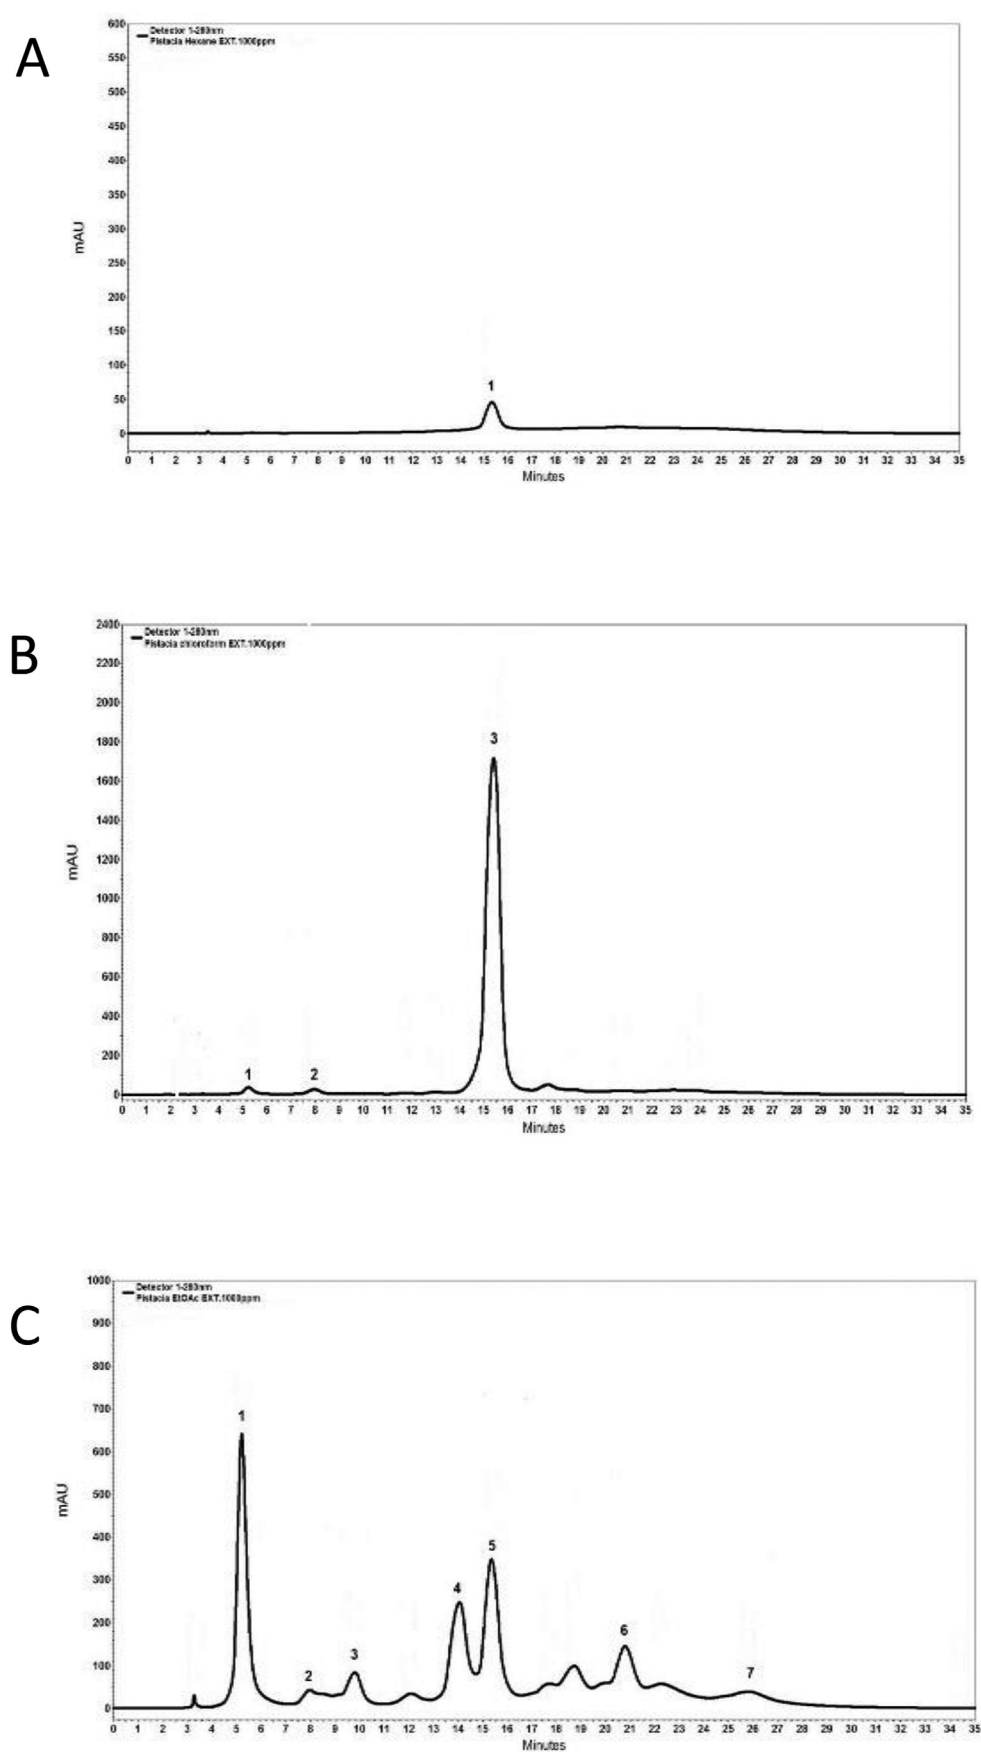 A
Detector 1-280nm
Pistacia Hexane EXT.1000ppm
600
550
500
450
400
350
300
250
200
150
100
50
0
mAU
1
0 1 2 3 4 5 6 7 8 9 10 11 12 13 14 15 16 17 18 19 20 21 22 23 24 25 26 27 28 29 30 31 32 33 34 35
Minutes
B
Detector 1-280nm
Pistacia chloroform EXT.1000ppm
2400
2200
2000
1800
1600
1400
1200
1000
800
600
400
200
0
mAU
3
1 2
0 1 2 3 4 5 6 7 8 9 10 11 12 13 14 15 16 17 18 19 20 21 22 23 24 25 26 27 28 29 30 31 32 33 34 35
Minutes
C
Detector 1-280nm
Pistacia EtOAc EXT.1000ppm
1000
900
800
700
600
500
400
300
200
100
0
mAU
1
2
3
4
5
6
7
0 1 2 3 4 5 6 7 8 9 10 11 12 13 14 15 16 17 18 19 20 21 22 23 24 25 26 27 28 29 30 31 32 33 34 35
Minutes